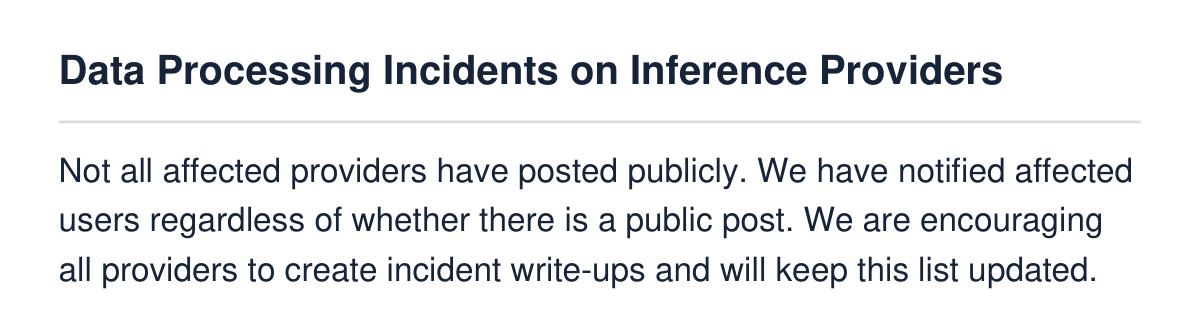 Data Processing Incidents on Inference Providers
Not all affected providers have posted publicly. We have notified affected
users regardless of whether there is a public post. We are encouraging
all providers to create incident write-ups and will keep this list updated.